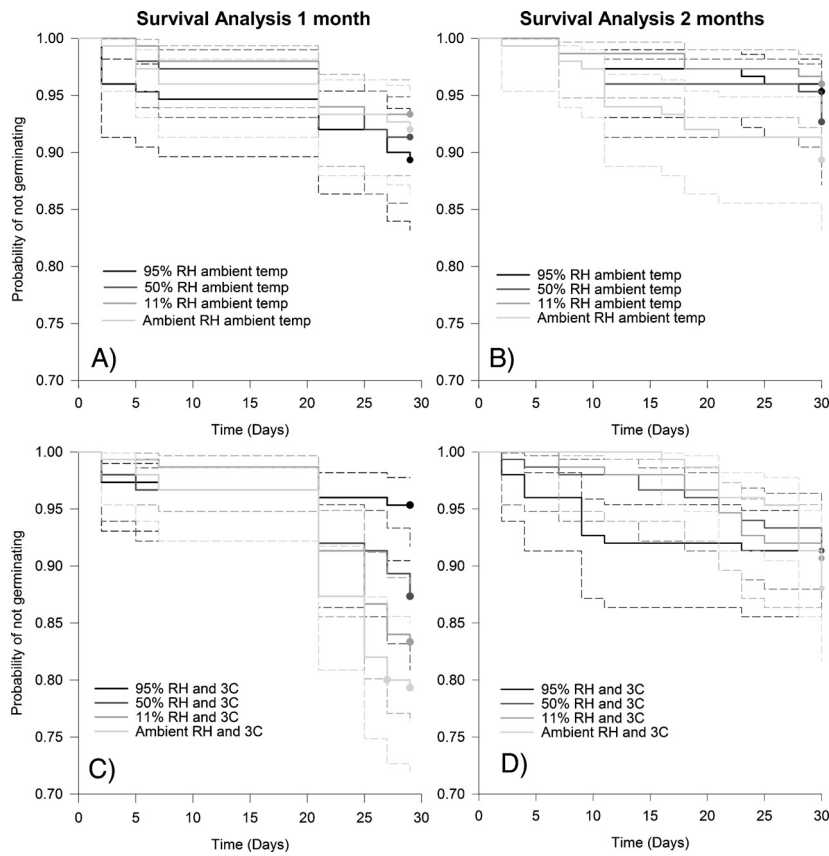 Survival Analysis 1 month
Survival Analysis 2 months
1.00
0.95
0.90
0.85
0.80
0.75
0.70
Probability of not germinating
95% RH ambient temp
50% RH ambient temp
11% RH ambient temp
Ambient RH ambient temp
A)
0 5 10 15 20 25 30
Time (Days)
1.00
0.95
0.90
0.85
0.80
0.75
0.70
95% RH ambient temp
50% RH ambient temp
11% RH ambient temp
Ambient RH ambient temp
B)
0 5 10 15 20 25 30
Time (Days)
1.00
0.95
0.90
0.85
0.80
0.75
0.70
Probability of not germinating
95% RH and 3C
50% RH and 3C
11% RH and 3C
Ambient RH and 3C
C)
0 5 10 15 20 25 30
Time (Days)
1.00
0.95
0.90
0.85
0.80
0.75
0.70
95% RH and 3C
50% RH and 3C
11% RH and 3C
Ambient RH and 3C
D)
0 5 10 15 20 25 30
Time (Days)